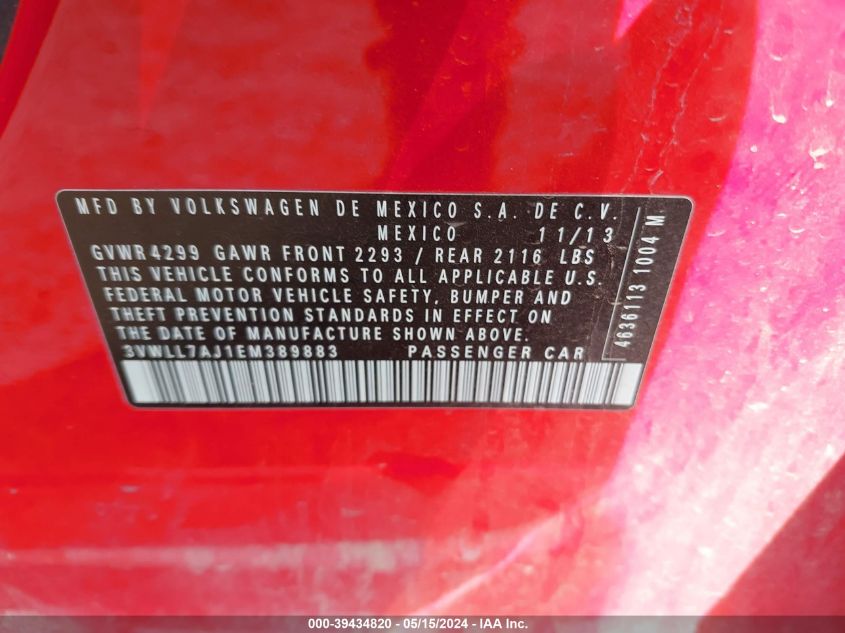 MFD BY VOLKSWAGEN DE MEXICO S.A. DE C.V.
MEXICO 11/13
GVWR 4299 GAWR FRONT 2293 / REAR 2116 LBS
THIS VEHICLE CONFORMS TO ALL APPLICABLE U.S.
FEDERAL MOTOR VEHICLE SAFETY, BUMPER AND
THEFT PREVENTION STANDARDS IN EFFECT ON
THE DATE OF MANUFACTURE SHOWN ABOVE.
3VWLL7AJ1EM389883 PASSENGER CAR
4636113 1004 M
000-39434820 - 05/15/2024 - IAA Inc.